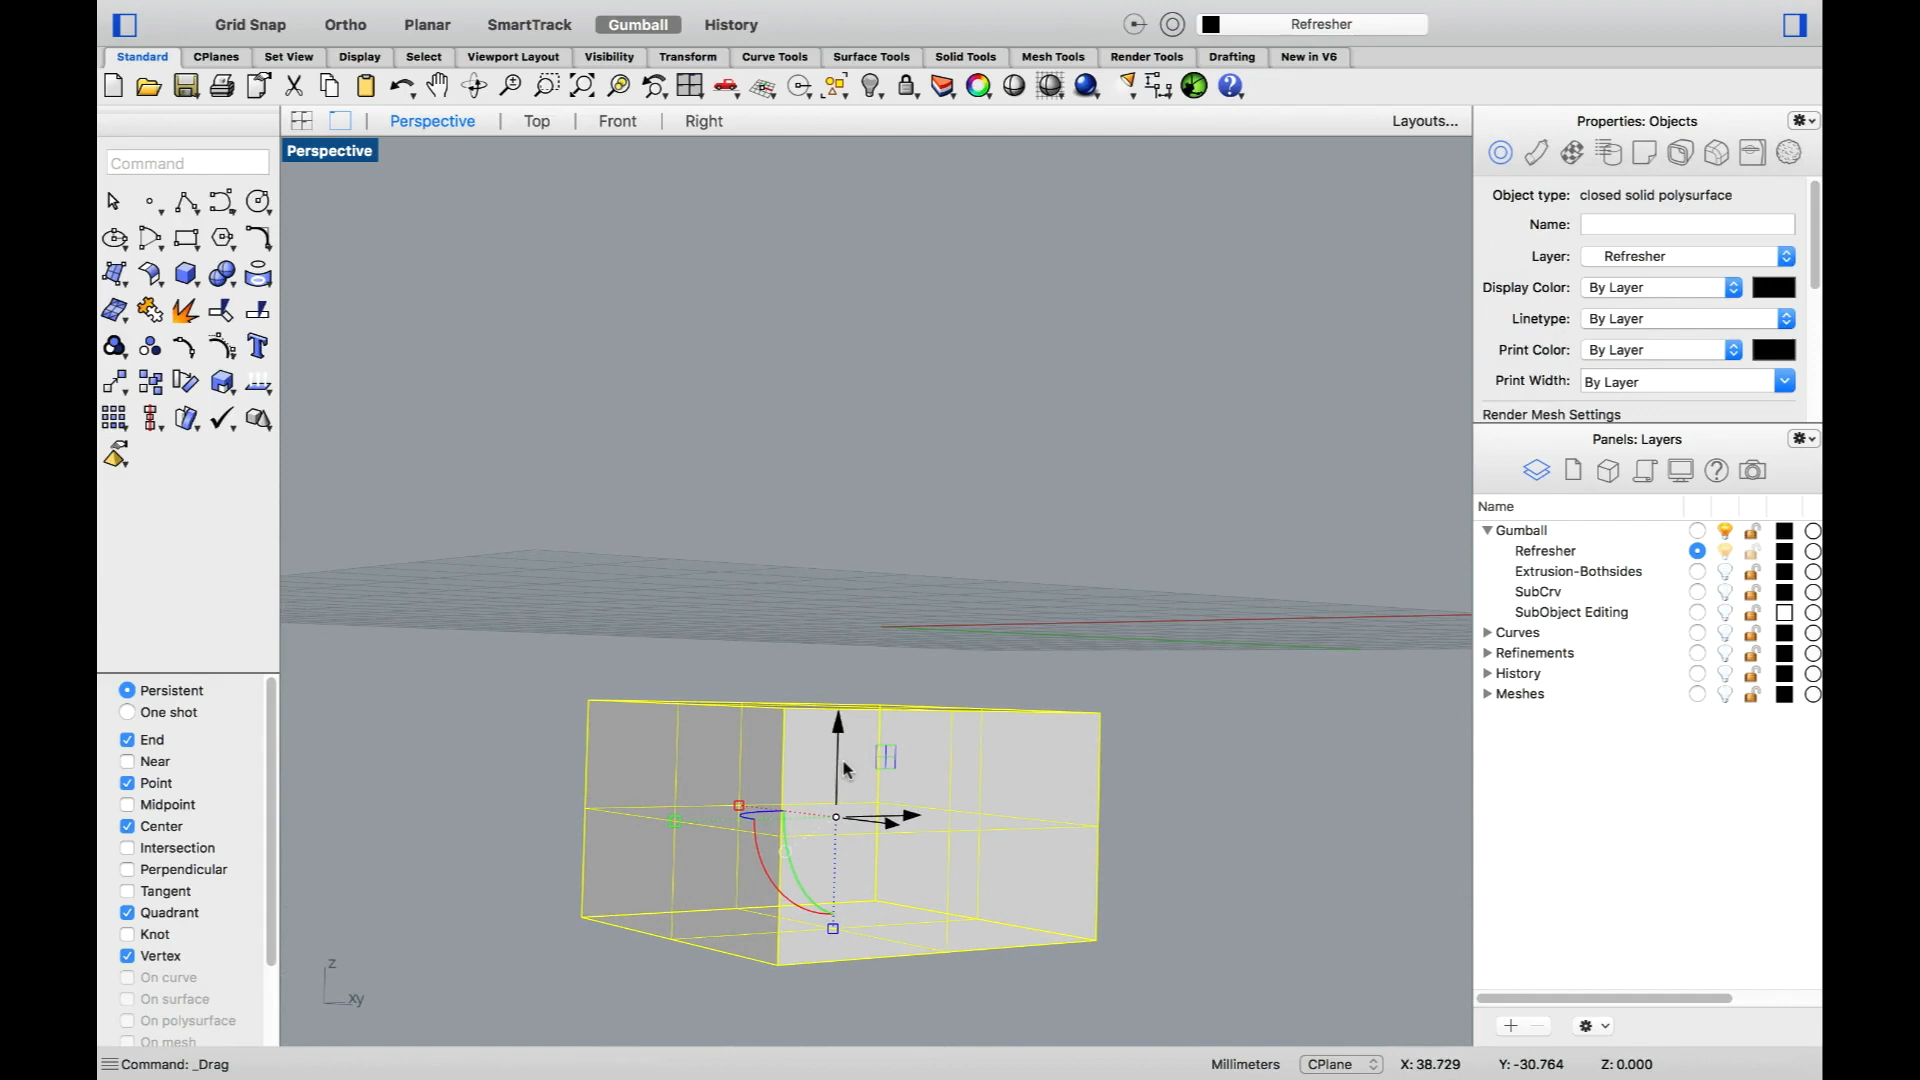 Grid Snap Ortho Planar SmartTrack Gumball History Refresher
Standard CPlanes Set View Display Select Viewport Layout Visibility Transform Curve Tools Surface Tools Solid Tools Mesh Tools Render Tools Drafting New in V6
Perspective Top Front Right Layouts...
Perspective
Command
Properties: Objects
Object type: closed solid polysurface
Name:
Layer: Refresher
Display Color: By Layer
Linetype: By Layer
Print Color: By Layer
Print Width: By Layer
Render Mesh Settings
Panels: Layers
Name
Gumball
Refresher
Extrusion-Bothsides
SubCrv
SubObject Editing
Curves
Refinements
History
Meshes
Persistent
One shot
End
Near
Point
Midpoint
Center
Intersection
Perpendicular
Tangent
Quadrant
Knot
Vertex
On curve
On surface
On polysurface
On mesh
z
xy
Command: _Drag
Millimeters CPlane X: 38.729 Y: -30.764 Z: 0.000